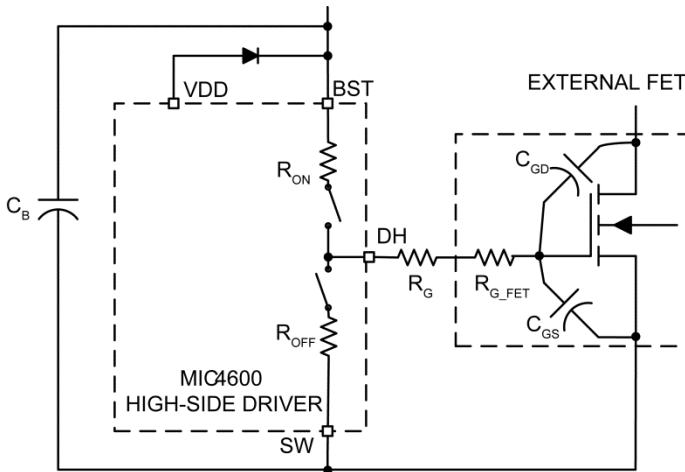 VDD
BST
EXTERNAL FET
R_ON
C_GD
C_B
DH
R_G
R_G_FET
R_OFF
C_GS
MIC4600
HIGH-SIDE DRIVER
SW